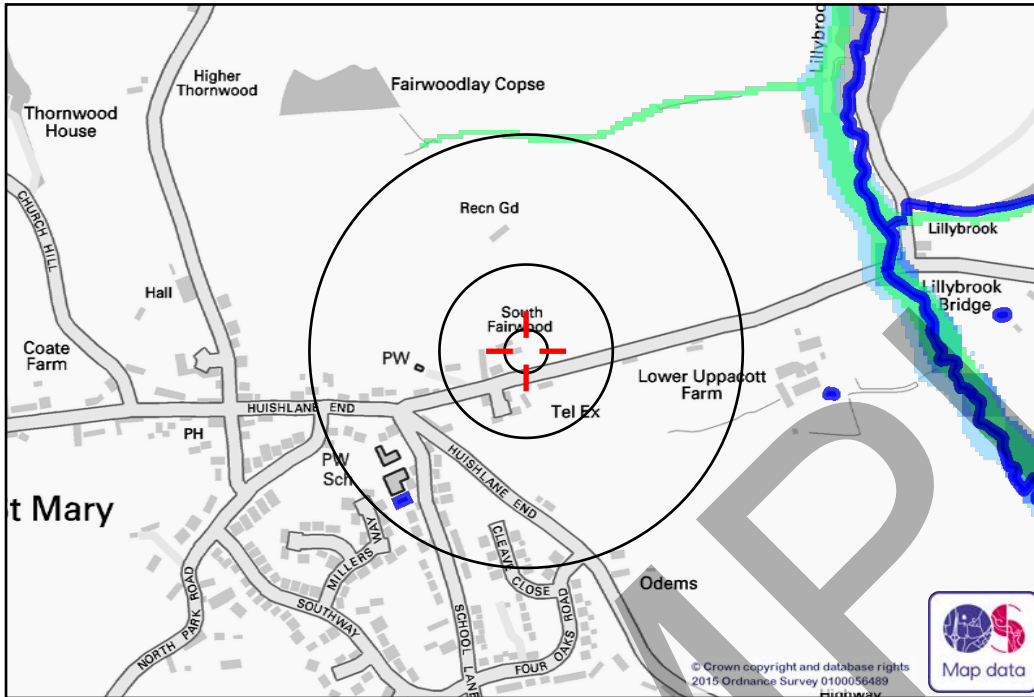 Lillybrook
Higher
Thornwood
Fairwoodlay Copse
Thornwood
House
CHURCH HILL
Recn Gd
Lillybrook
Hall
Lillybrook
Bridge
South
Fairwood
Coate
Farm
PW
Lower Uppacott
Farm
HUISHLANE END
Tel Ex
PH
PW
Sch
HUISHLANE END
t Mary
MILLERS WAY
CLEAVE CLOSE
Odems
NORTH PARK ROAD
SOUTHWAY
SCHOOL LANE
FOUR OAKS ROAD
OS
Map data
© Crown copyright and database rights
2015 Ordnance Survey 0100056489
Highway